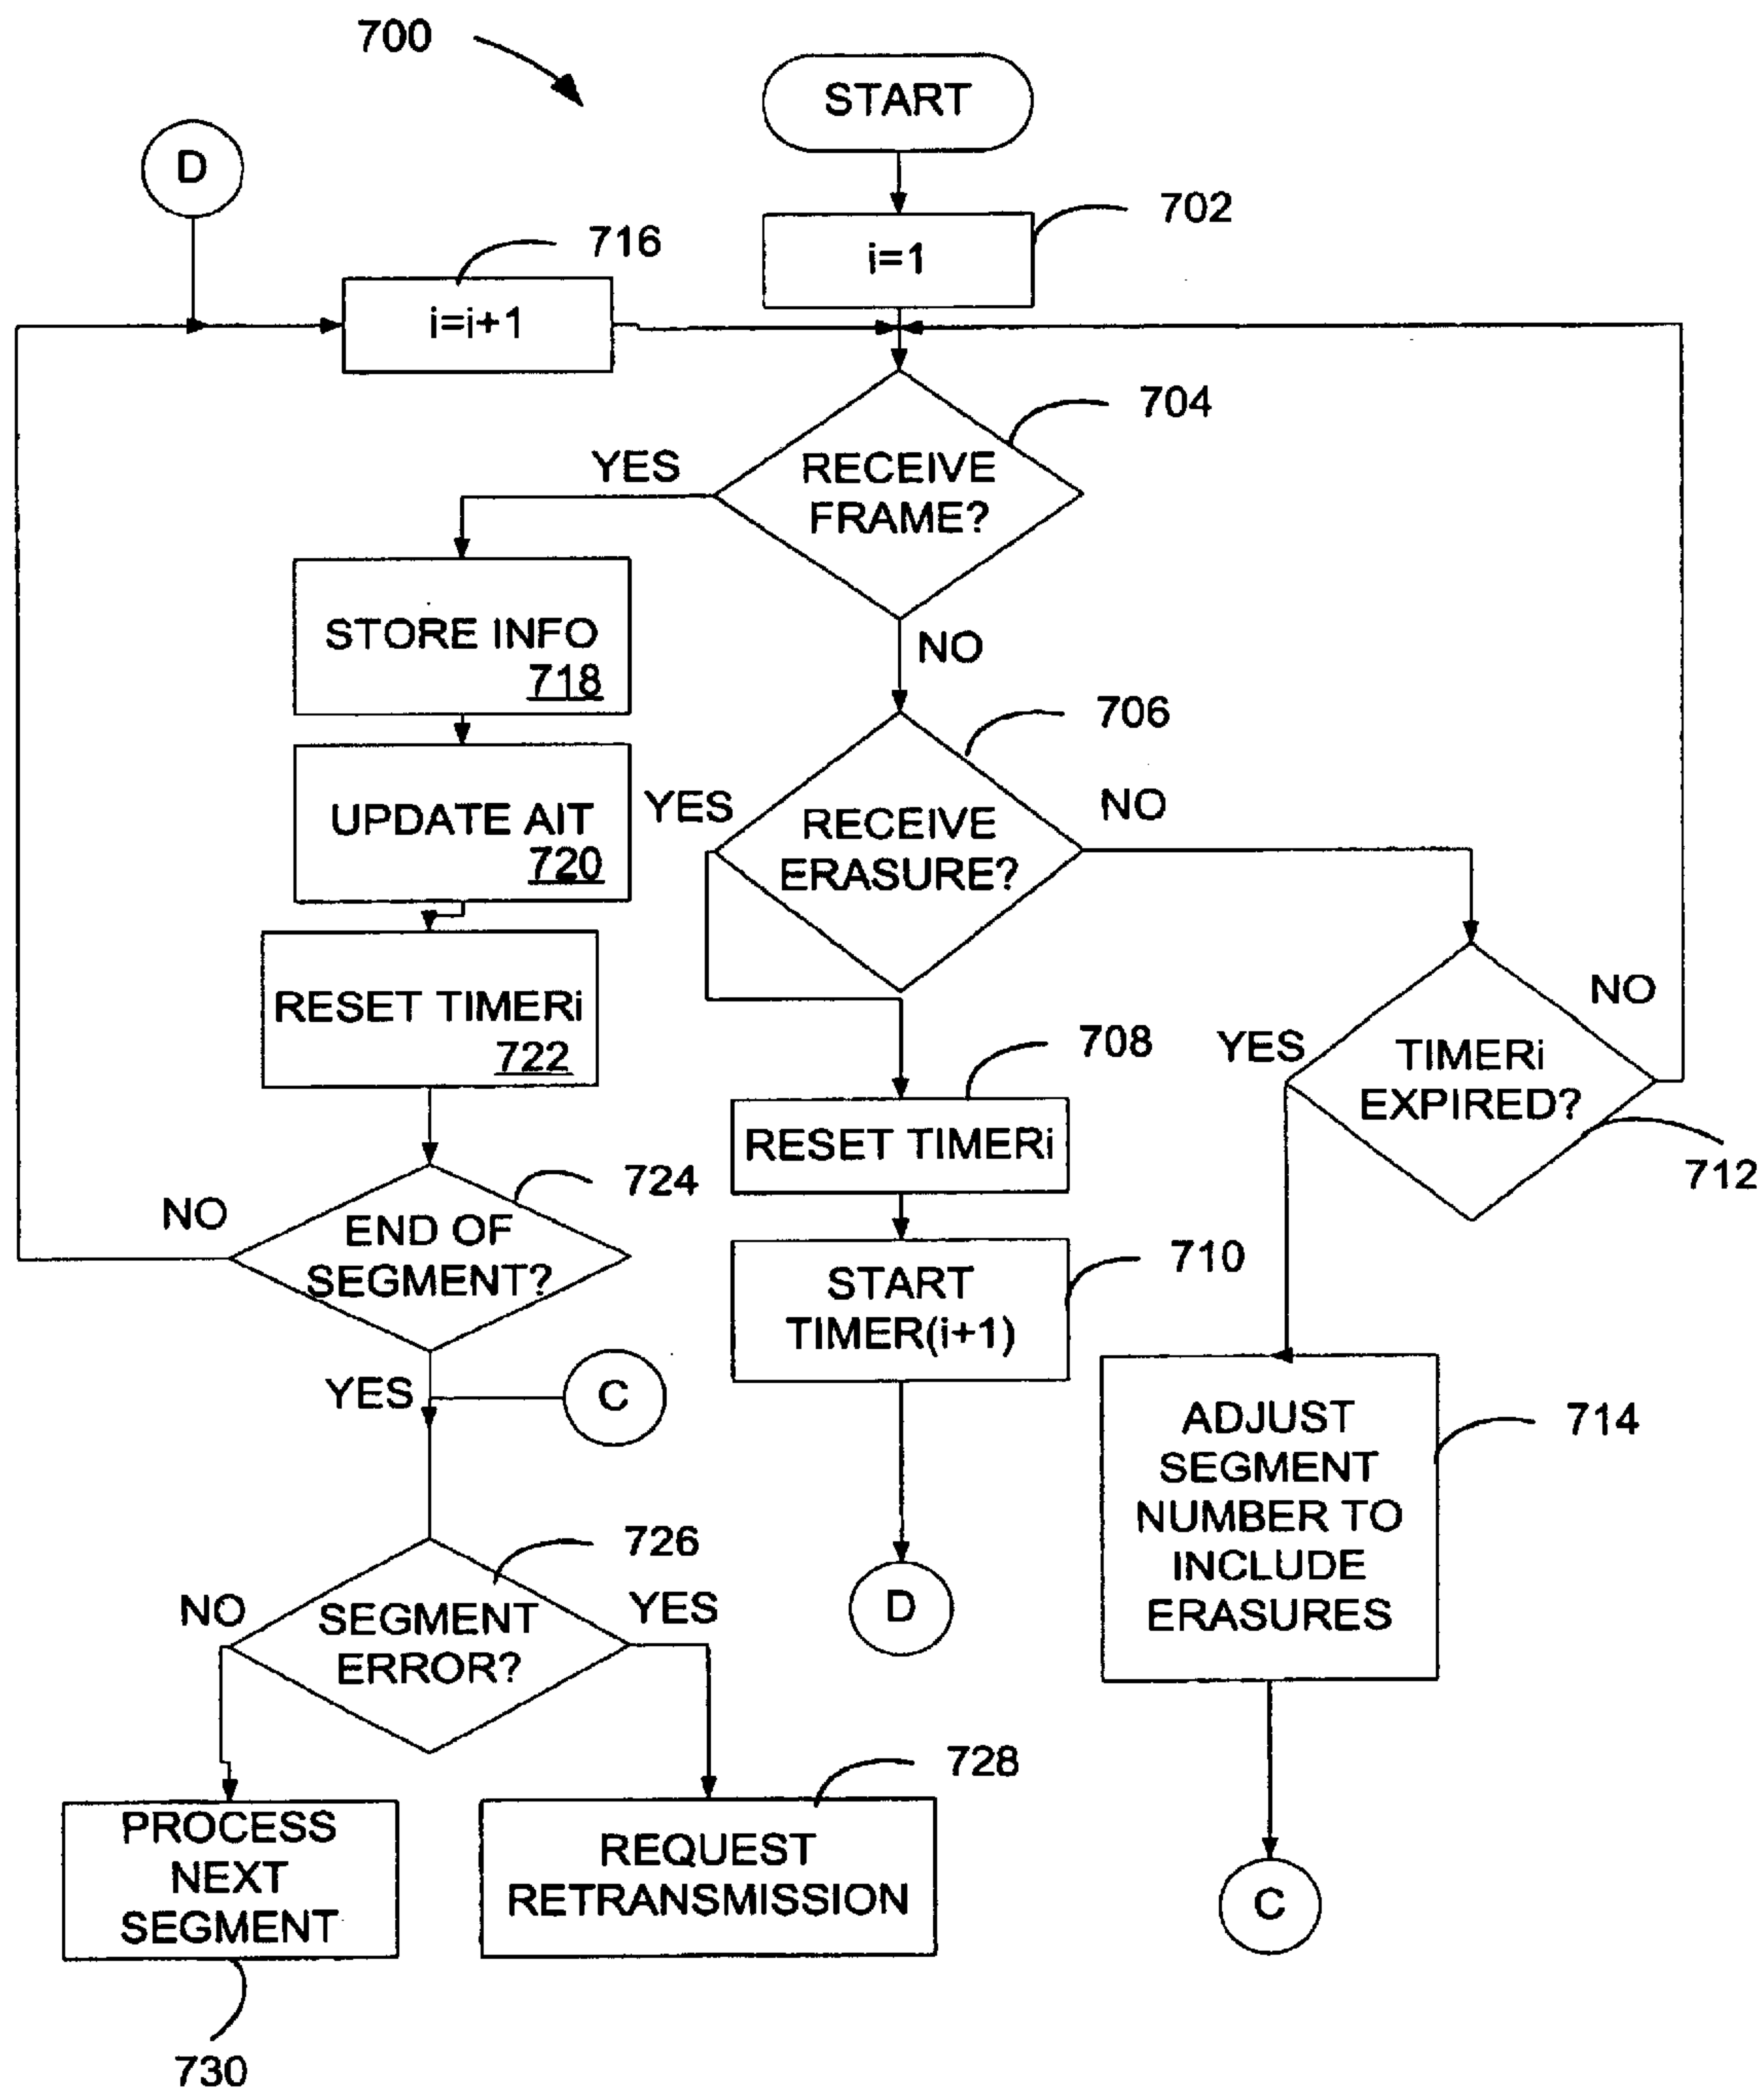 700
START
D
702
i=1
716
i=i+1
704
RECEIVE
FRAME?
YES
NO
STORE INFO
718
706
UPDATE AIT
720
YES
RECEIVE
ERASURE?
NO
RESET TIMERi
722
708
RESET TIMERi
YES
TIMERi
EXPIRED?
NO
712
724
NO
END OF
SEGMENT?
710
START
TIMER(i+1)
YES
C
714
ADJUST
SEGMENT
NUMBER TO
INCLUDE
ERASURES
726
NO
SEGMENT
ERROR?
YES
D
728
PROCESS
NEXT
SEGMENT
REQUEST
RETRANSMISSION
C
730